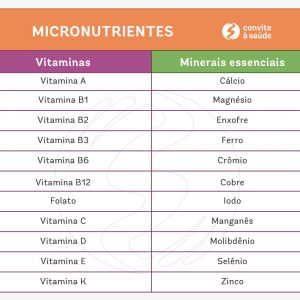 MICRONUTRIENTES
convite
à saúde
Vitaminas Minerais essenciais
Vitamina A Cálcio
Vitamina B1 Magnésio
Vitamina B2 Enxofre
Vitamina B3 Ferro
Vitamina B6 Crômio
Vitamina B12 Cobre
Folato Iodo
Vitamina C Manganês
Vitamina D Molibdênio
Vitamina E Selênio
Vitamina K Zinco